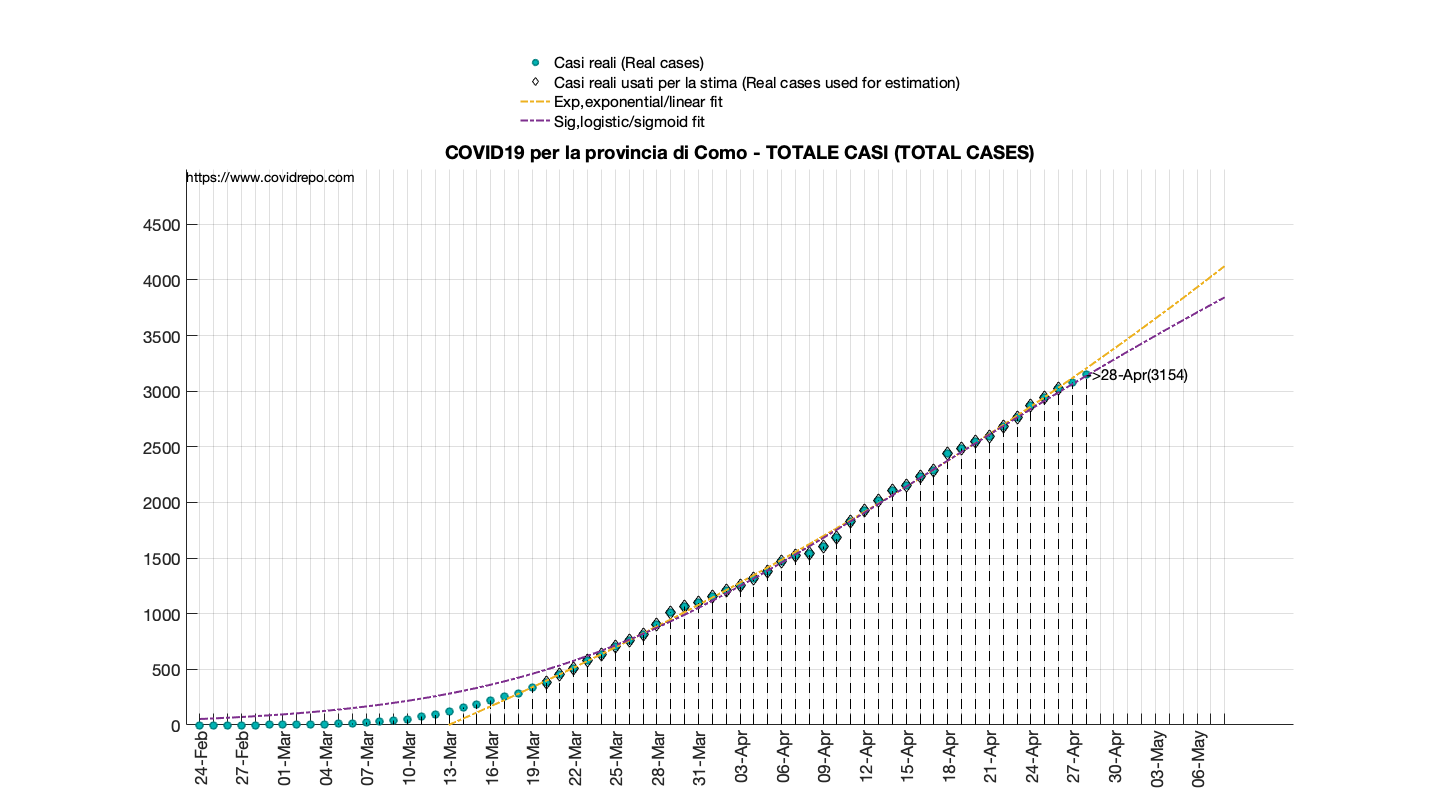 Casi reali (Real cases)
Casi reali usati per la stima (Real cases used for estimation)
Exp,exponential/linear fit
Sig,logistic/sigmoid fit
COVID19 per la provincia di Como - TOTALE CASI (TOTAL CASES)
https://www.covidrepo.com
4500
4000
3500
3000
2500
2000
1500
1000
500
0
->28-Apr(3154)
24-Feb
27-Feb
01-Mar
04-Mar
07-Mar
10-Mar
13-Mar
16-Mar
19-Mar
22-Mar
25-Mar
28-Mar
31-Mar
03-Apr
06-Apr
09-Apr
12-Apr
15-Apr
18-Apr
21-Apr
24-Apr
27-Apr
30-Apr
03-May
06-May